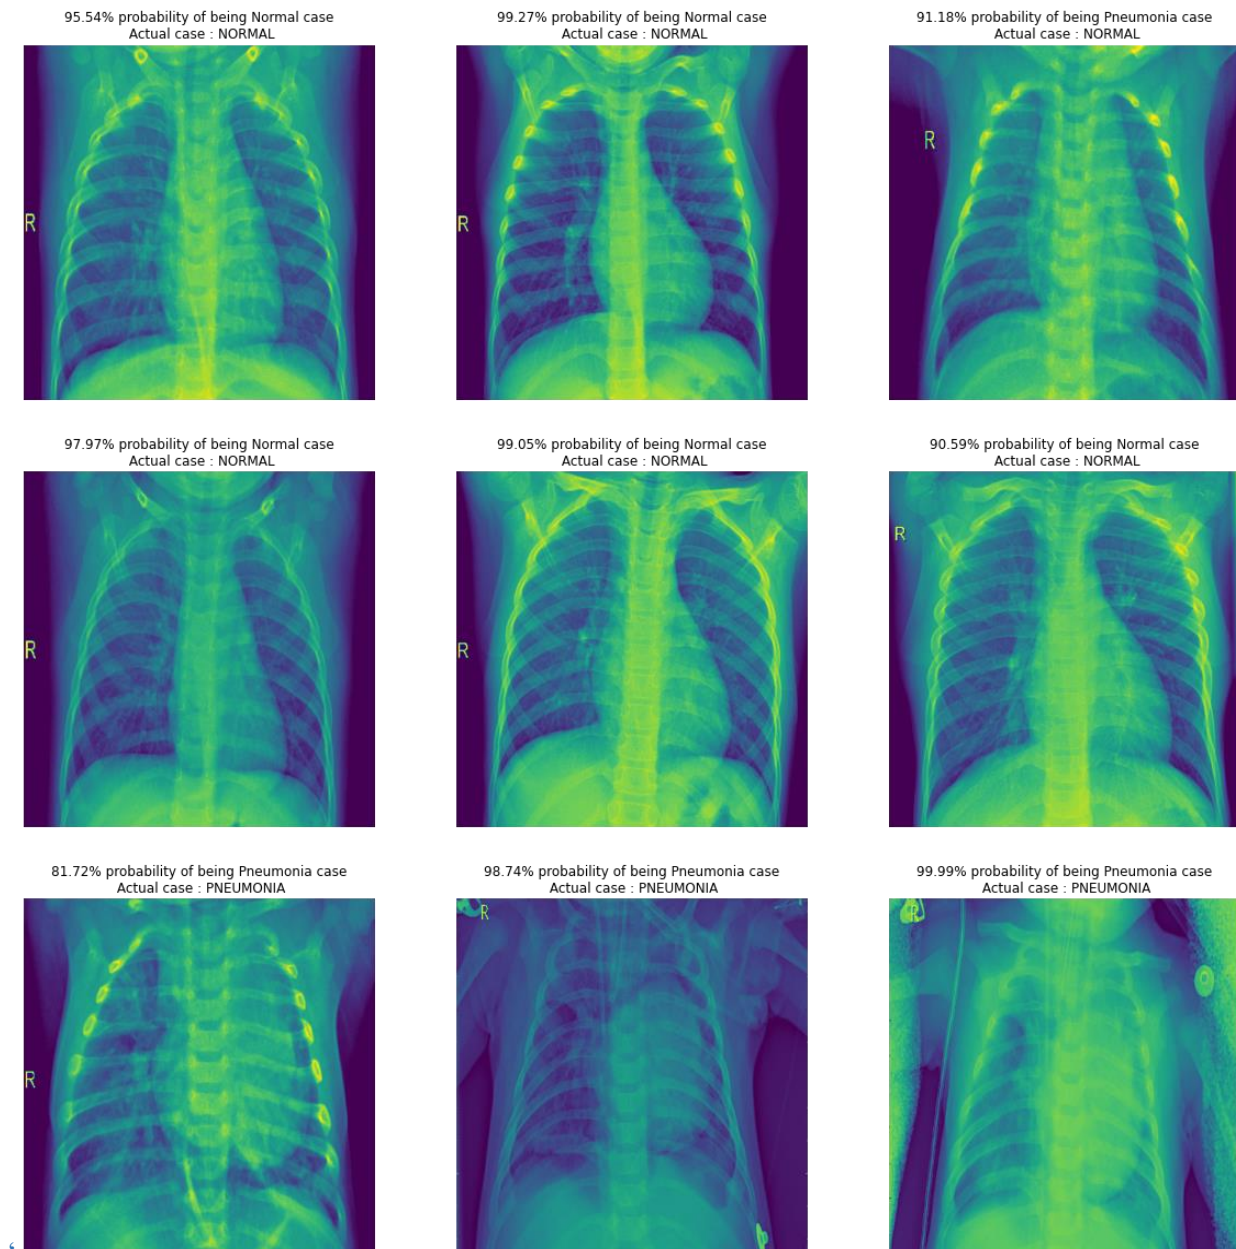 95.54% probability of being Normal case
Actual case : NORMAL
99.27% probability of being Normal case
Actual case : NORMAL
91.18% probability of being Pneumonia case
Actual case : NORMAL
R
R
R
97.97% probability of being Normal case
Actual case : NORMAL
99.05% probability of being Normal case
Actual case : NORMAL
90.59% probability of being Normal case
Actual case : NORMAL
R
R
R
81.72% probability of being Pneumonia case
Actual case : PNEUMONIA
98.74% probability of being Pneumonia case
Actual case : PNEUMONIA
99.99% probability of being Pneumonia case
Actual case : PNEUMONIA
R
R
R